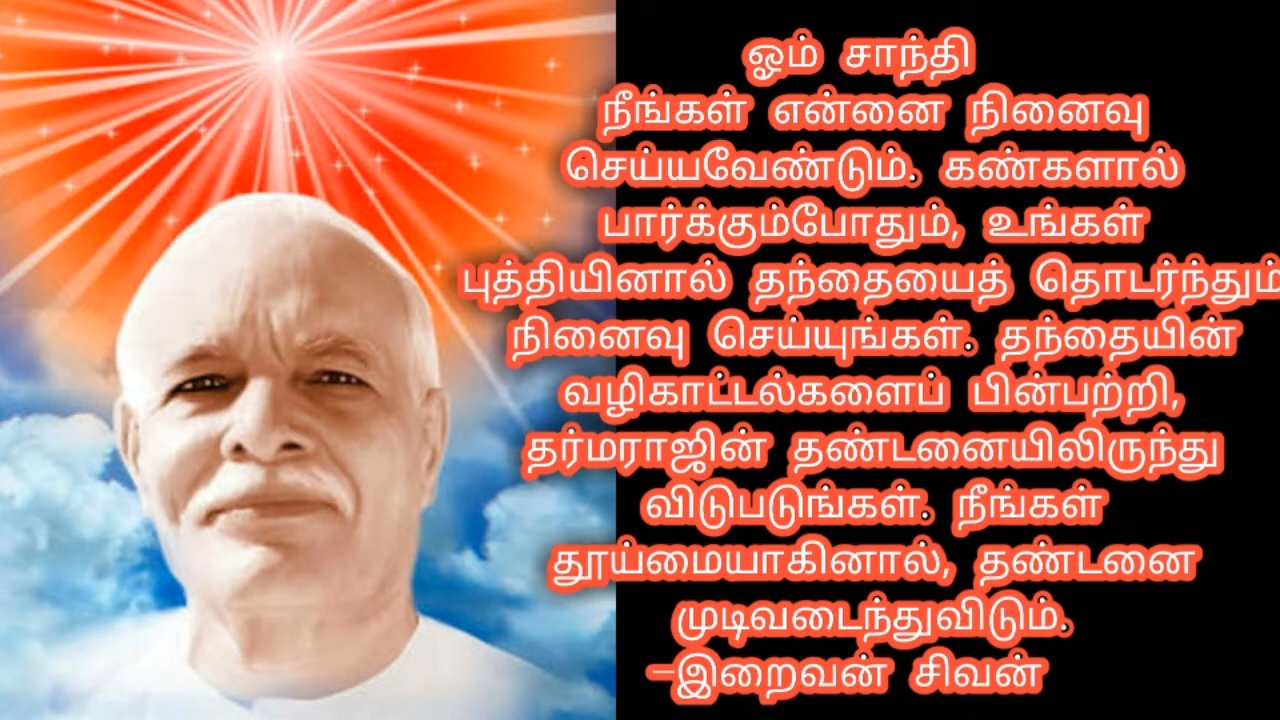 ஓம் சாந்தி
நீங்கள் என்னை நினைவு
செய்யவேண்டும். கண்களால்
பார்க்கும்போதும், உங்கள்
புத்தியினால் தந்தையைத் தொடர்ந்தும்
நினைவு செய்யுங்கள். தந்தையின்
வழிகாட்டல்களைப் பின்பற்றி,
தர்மராஜின் தண்டனையிலிருந்து
விடுபடுங்கள். நீங்கள்
தூய்மையாகினால், தண்டனை
முடிவடைந்துவிடும்.
-இறைவன் சிவன்